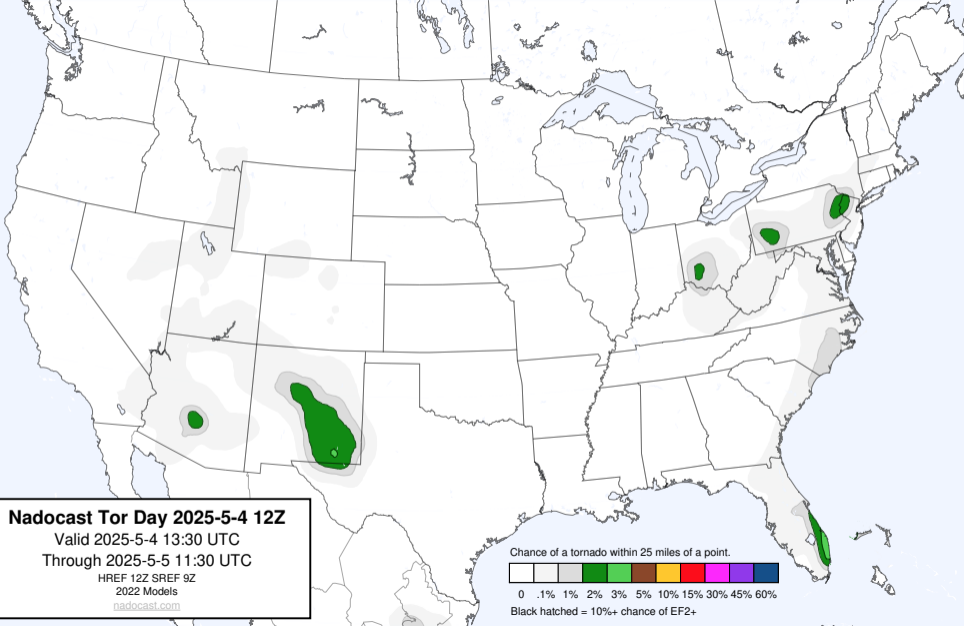 Nadocast Tor Day 2025-5-4 12Z
Valid 2025-5-4 13:30 UTC
Through 2025-5-5 11:30 UTC
HREF 12Z SREF 9Z
2022 Models
nadocast.com
Chance of a tornado within 25 miles of a point.
0 .1% 1% 2% 3% 5% 10% 15% 30% 45% 60%
Black hatched = 10%+ chance of EF2+